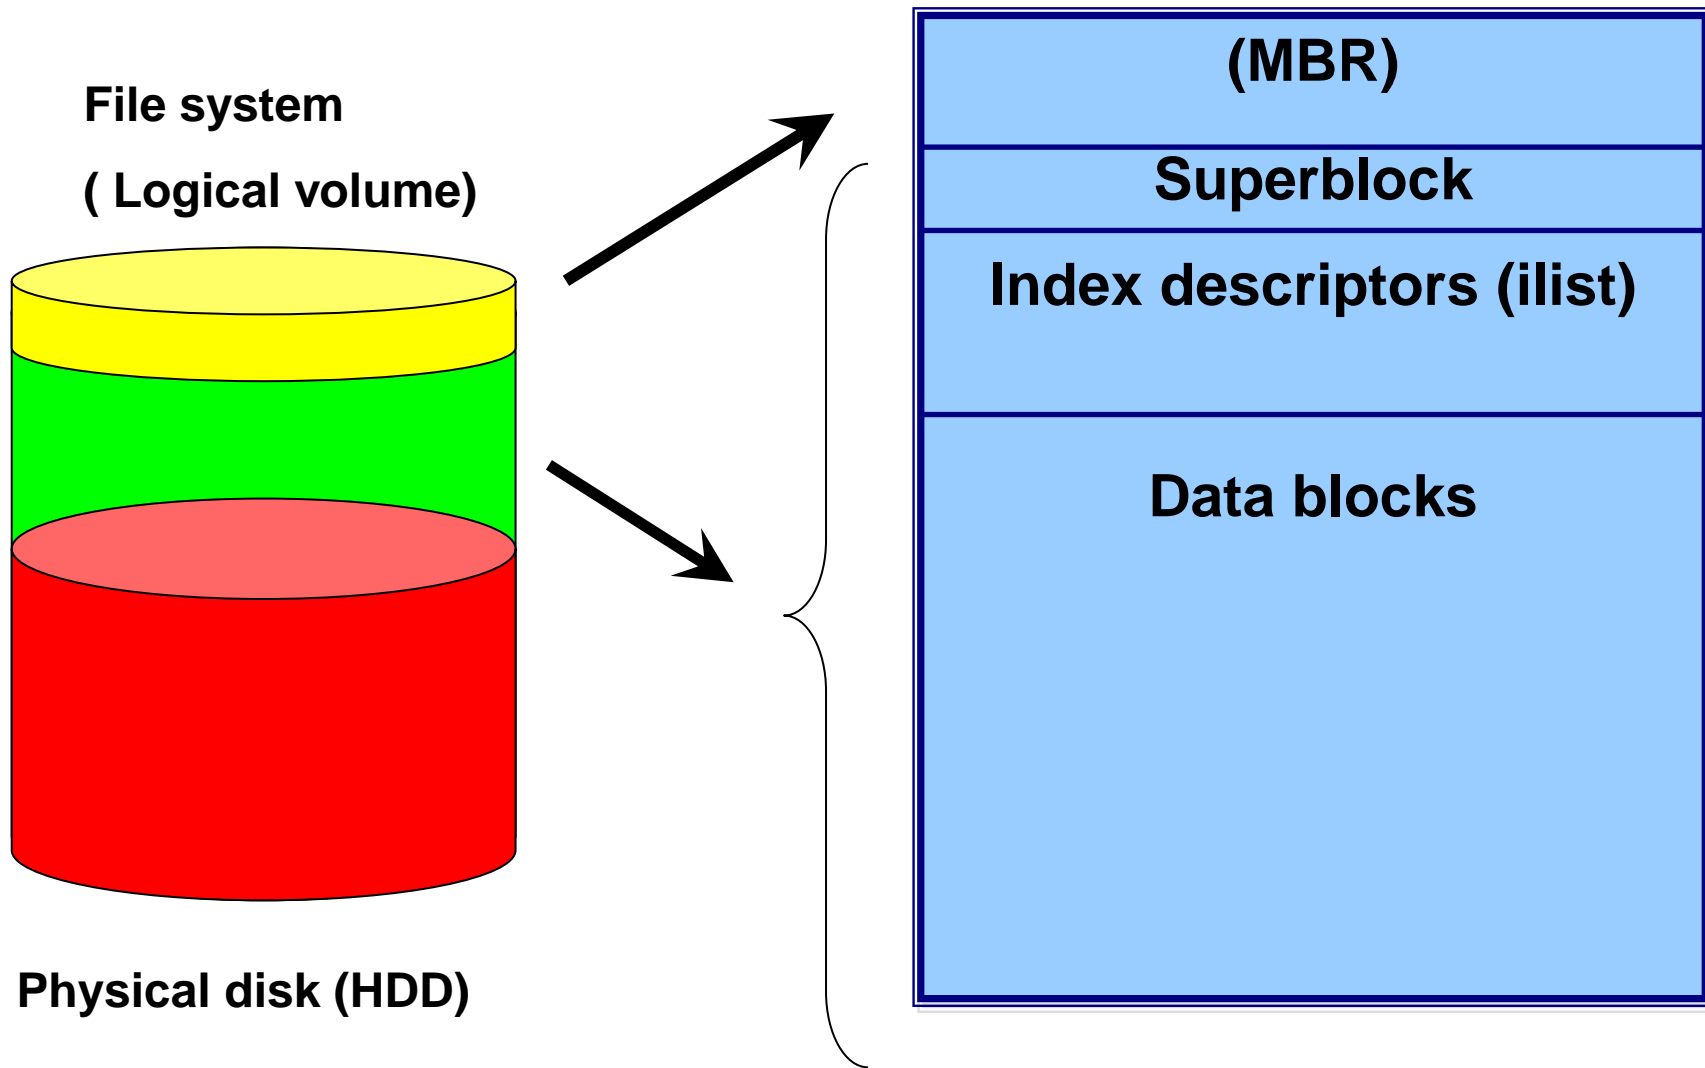 File system
( Logical volume)
Physical disk (HDD)
(MBR)
Superblock
Index descriptors (ilist)
Data blocks